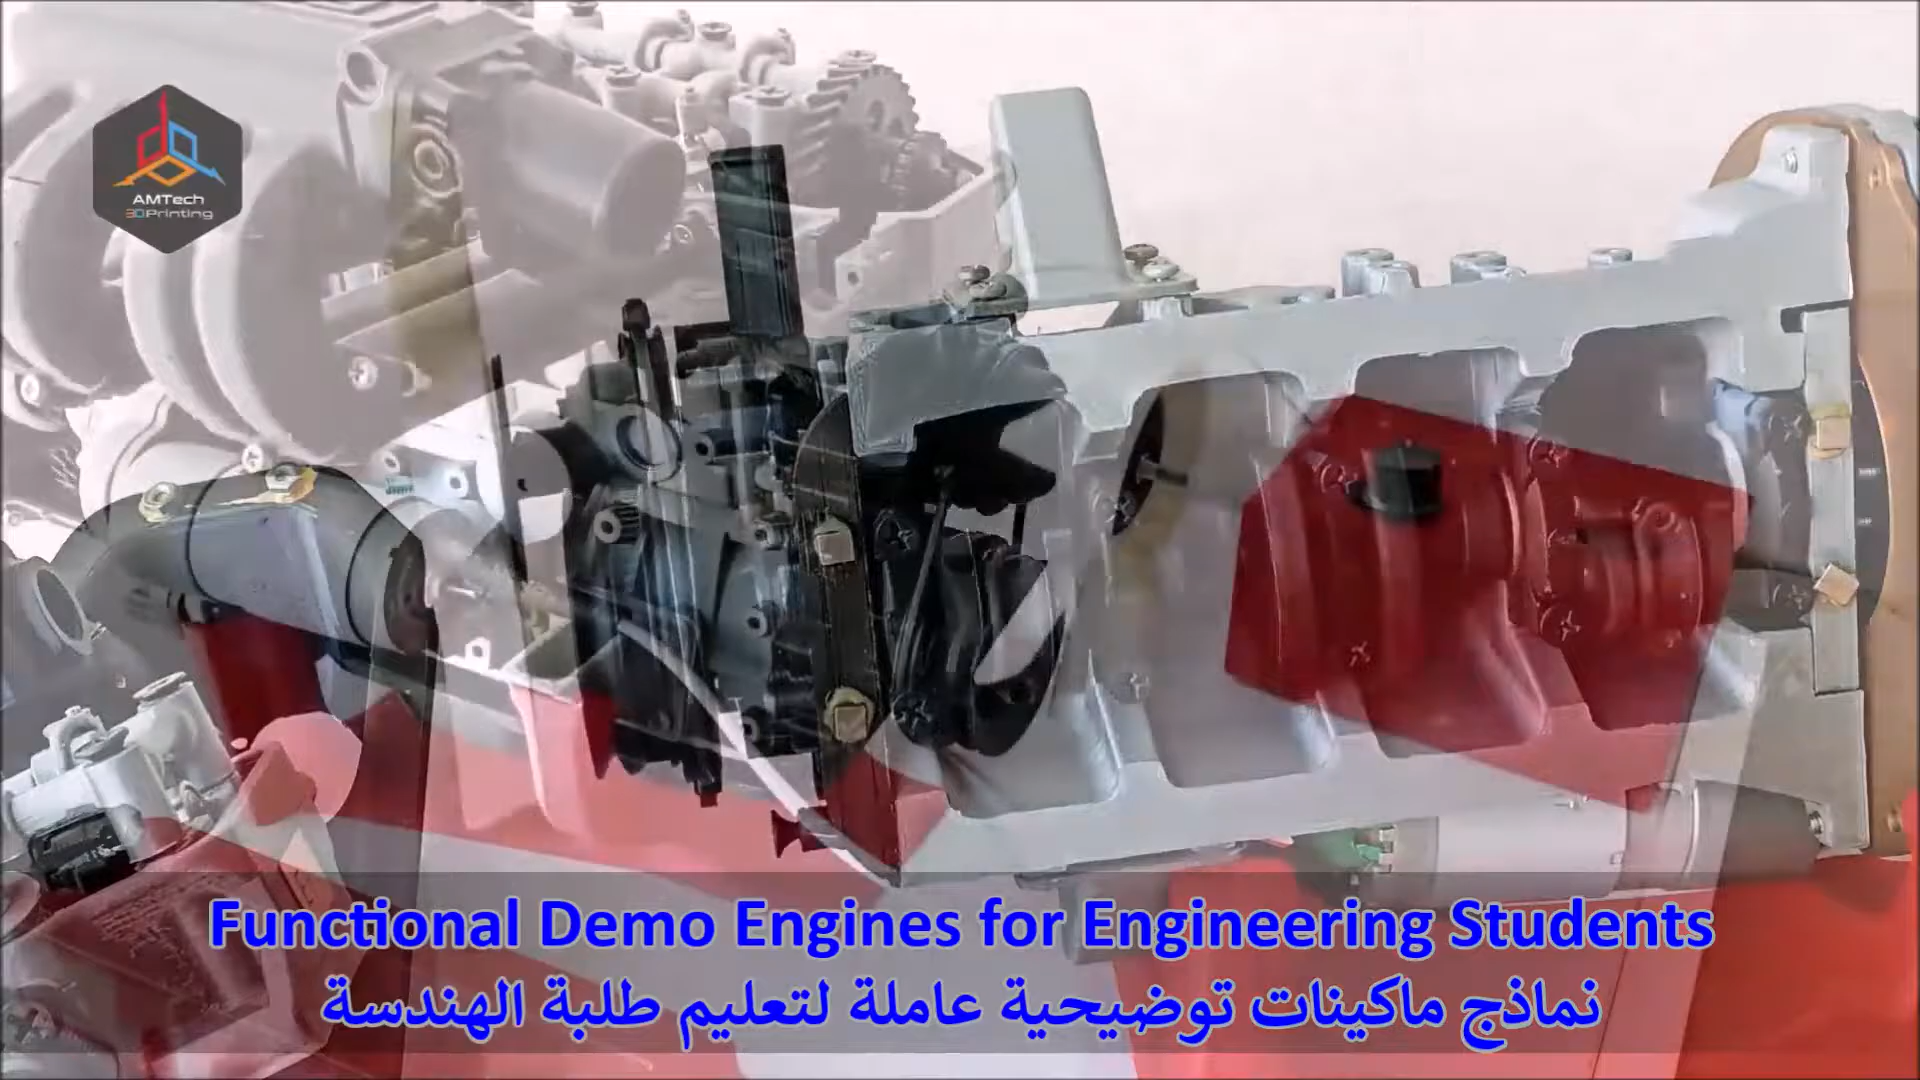 AMTech
3DPrinting
Functional Demo Engines for Engineering Students
نماذج ماكينات توضيحية عاملة لتعليم طلبة الهندسة